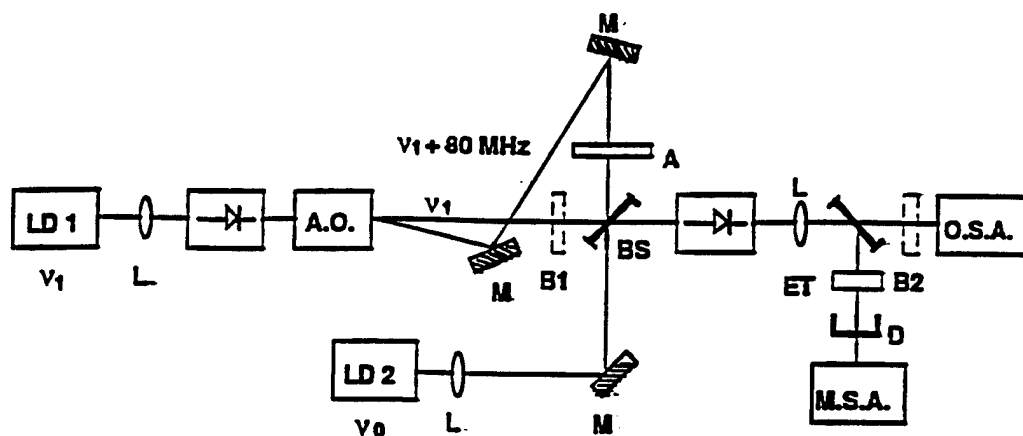 M
ν₁ + 80 MHz
A
LD 1
A.O.
ν₁
L
O.S.A.
ν₁
L.
M
B1
BS
ET
B2
D
LD 2
M.S.A.
ν₀
L.
M